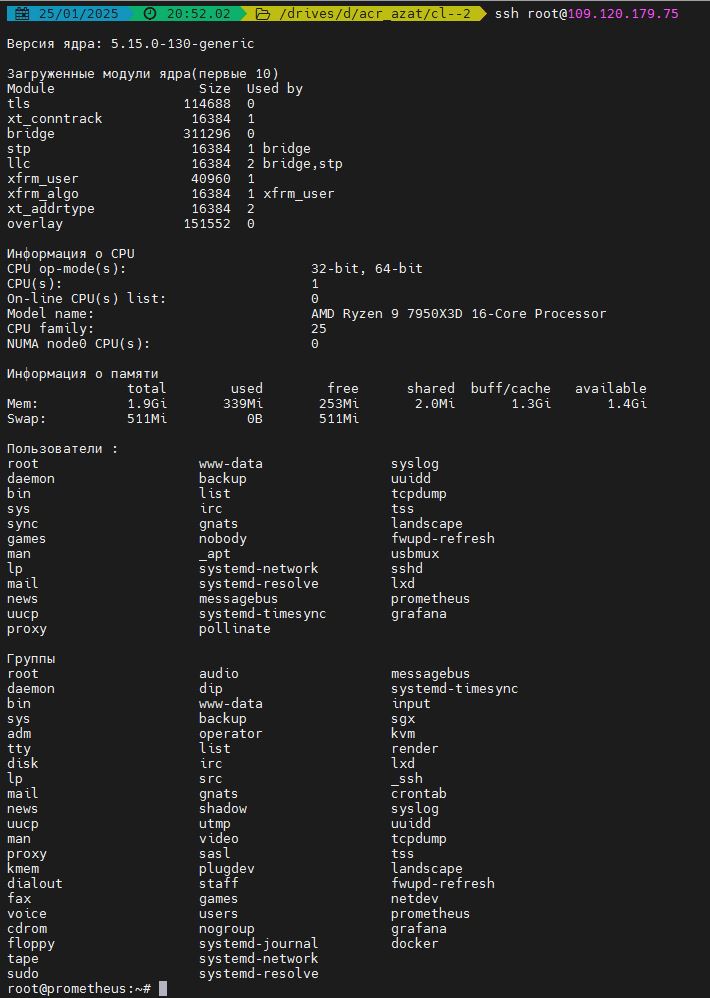 25/01/2025 20:52.02 /drives/d/acr_azat/cl--2 ssh root@109.120.179.75
Версия ядра: 5.15.0-130-generic
Загруженные модули ядра(первые 10)
Module Size Used by
tls 114688 0
xt_conntrack 16384 1
bridge 311296 0
stp 16384 1 bridge
llc 16384 2 bridge,stp
xfrm_user 40960 1
xfrm_algo 16384 1 xfrm_user
xt_addrtype 16384 2
overlay 151552 0
Информация о CPU
CPU op-mode(s): 32-bit, 64-bit
CPU(s): 1
On-line CPU(s) list: 0
Model name: AMD Ryzen 9 7950X3D 16-Core Processor
CPU family: 25
NUMA node0 CPU(s): 0
Информация о памяти
total used free shared buff/cache available
Mem: 1.9Gi 339Mi 253Mi 2.0Mi 1.3Gi 1.4Gi
Swap: 511Mi 0B 511Mi
Пользователи :
root www-data syslog
daemon backup uuidd
bin list tcpdump
sys irc tss
sync gnats landscape
games nobody fwupd-refresh
man _apt usbmux
lp systemd-network sshd
mail systemd-resolve lxd
news messagebus prometheus
uucp systemd-timesync grafana
proxy pollinate
Группы
root audio messagebus
daemon dip systemd-timesync
bin www-data input
sys backup sgx
adm operator kvm
tty list render
disk irc lxd
lp src _ssh
mail gnats crontab
news shadow syslog
uucp utmp uuidd
man video tcpdump
proxy sasl tss
kmem plugdev landscape
dialout staff fwupd-refresh
fax games netdev
voice users prometheus
cdrom nogroup grafana
floppy systemd-journal docker
tape systemd-network
sudo systemd-resolve
root@prometheus:~#